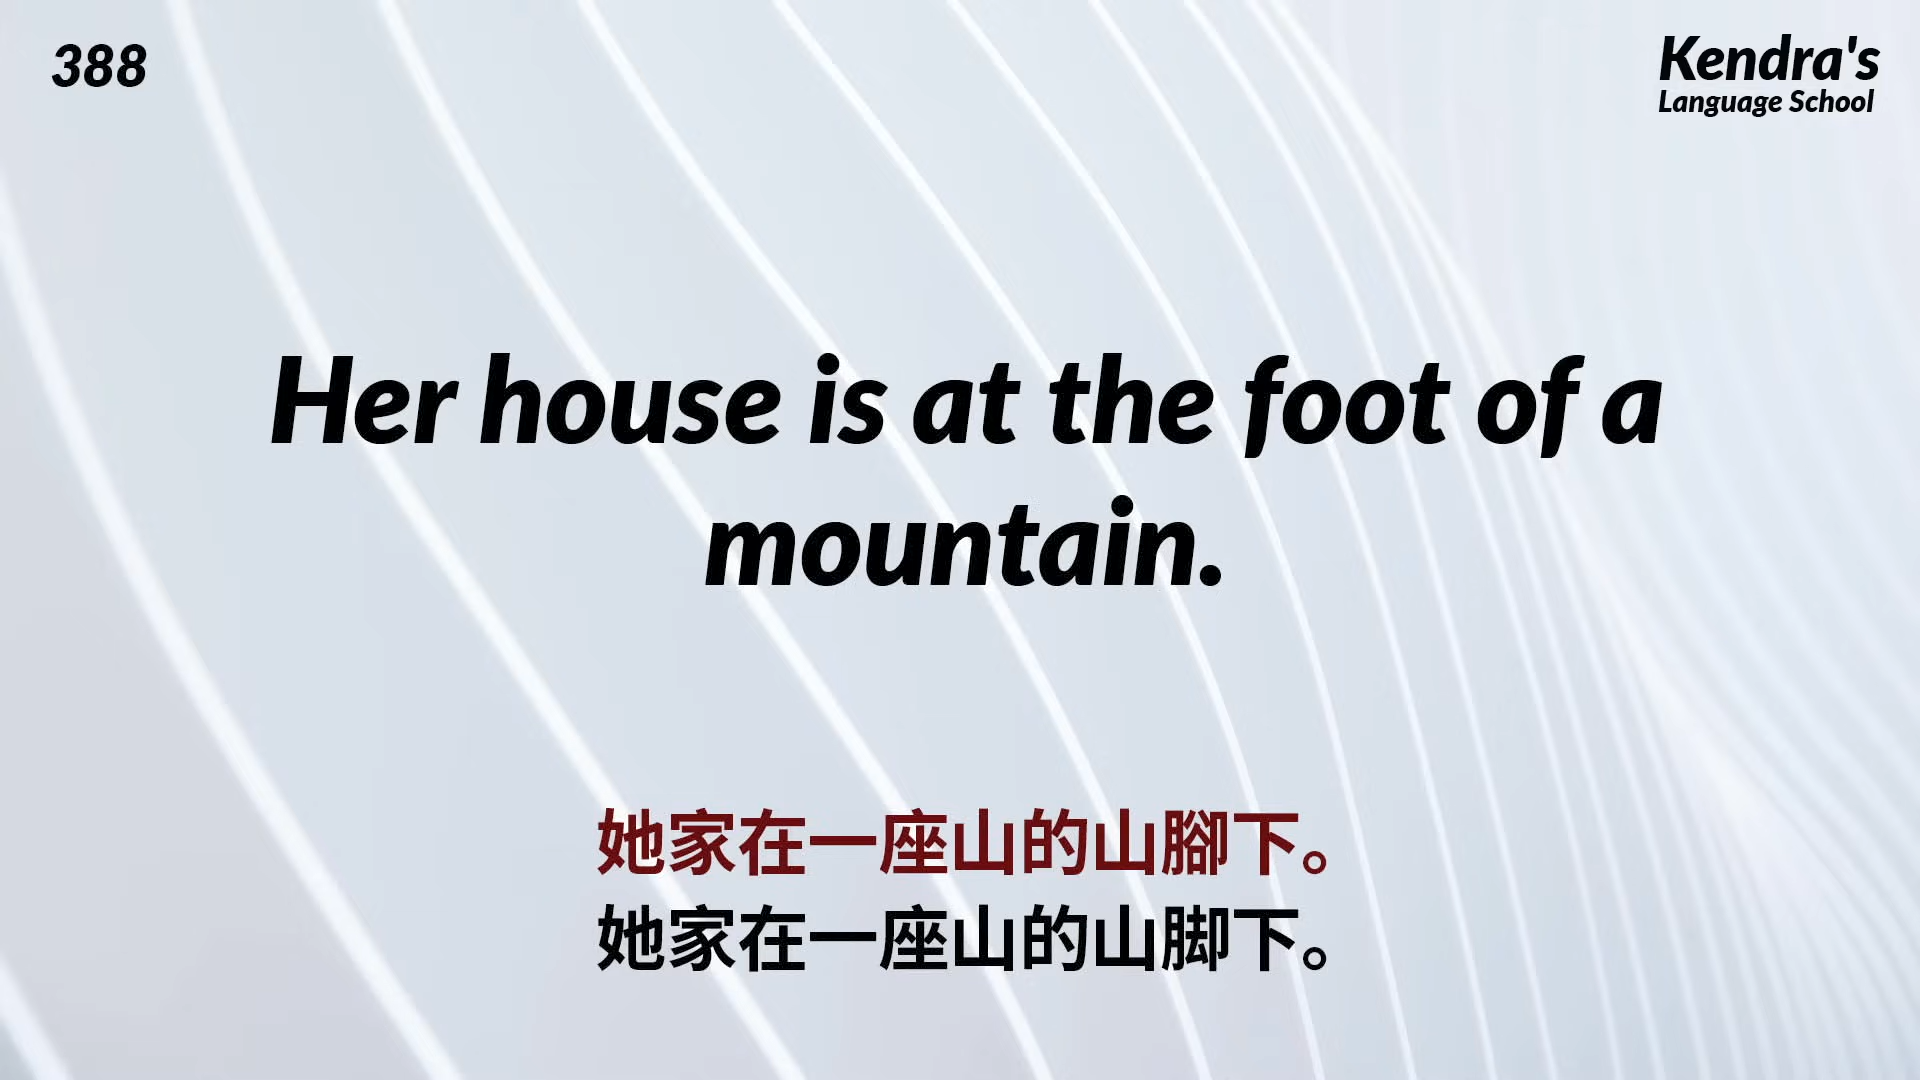 388
Kendra's
Language School
Her house is at the foot of a
mountain.
她家在一座山的山腳下。
她家在一座山的山脚下。